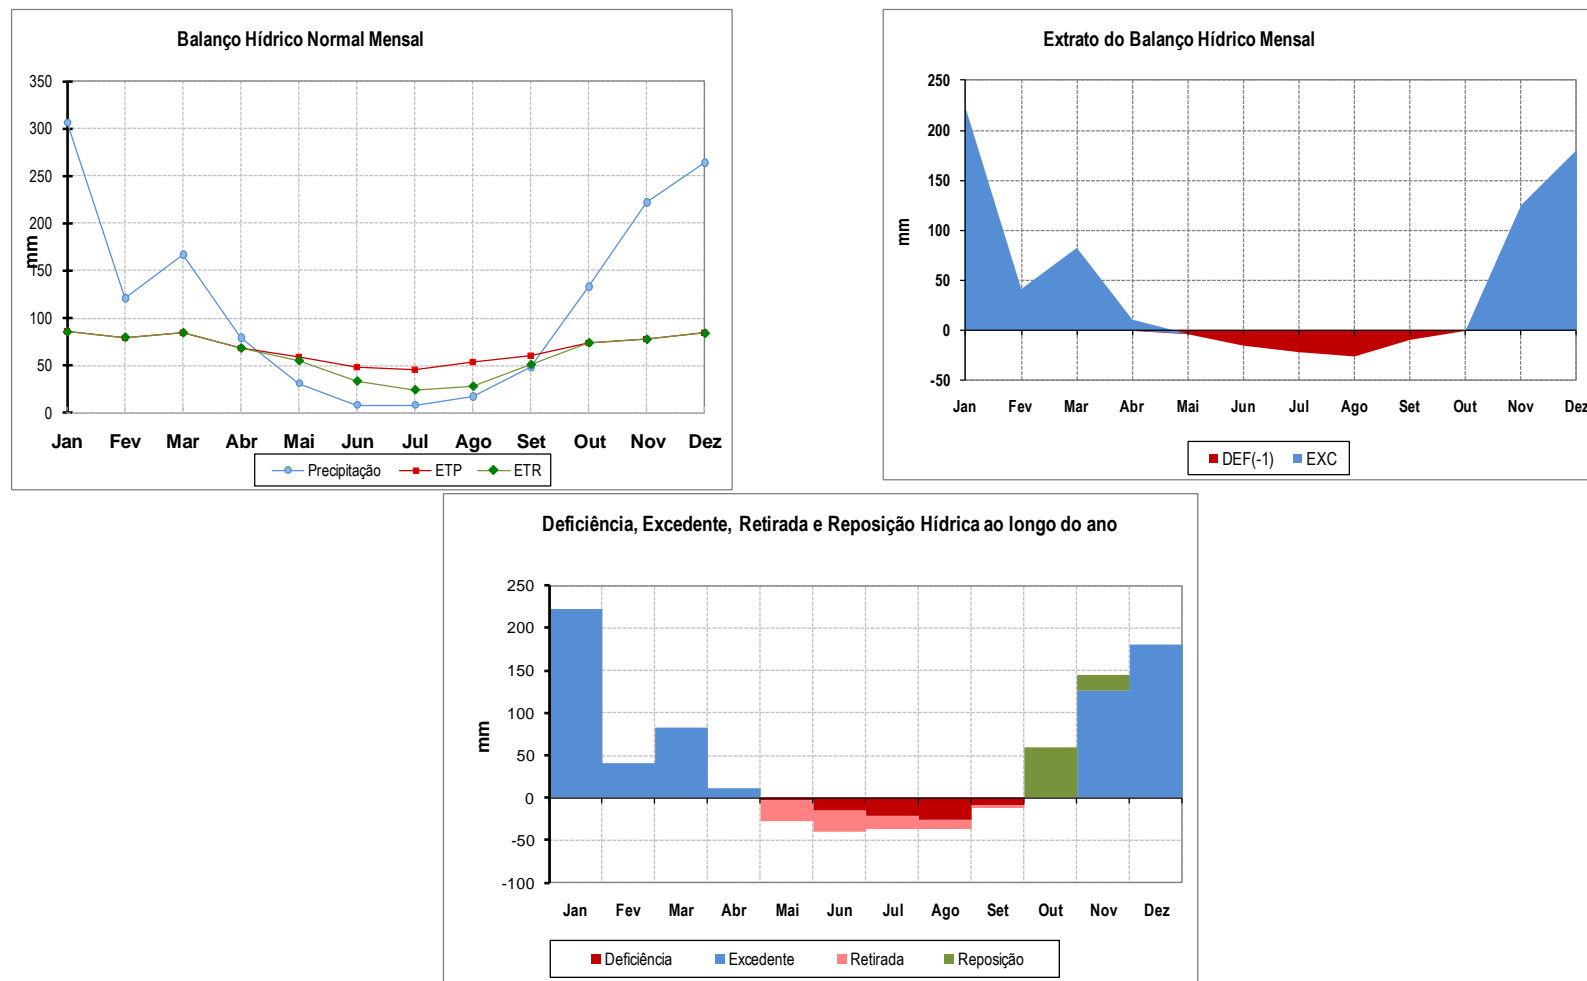 Balanço Hídrico Normal Mensal
350
300
250
200
150
100
50
0
mm
Jan Fev Mar Abr Mai Jun Jul Ago Set Out Nov Dez
Precipitação ETP ETR
Extrato do Balanço Hídrico Mensal
250
200
150
100
50
0
-50
mm
Jan Fev Mar Abr Mai Jun Jul Ago Set Out Nov Dez
DEF(-1) EXC
Deficiência, Excedente, Retirada e Reposição Hídrica ao longo do ano
250
200
150
100
50
0
-50
-100
mm
Jan Fev Mar Abr Mai Jun Jul Ago Set Out Nov Dez
Deficiência Excedente Retirada Reposição